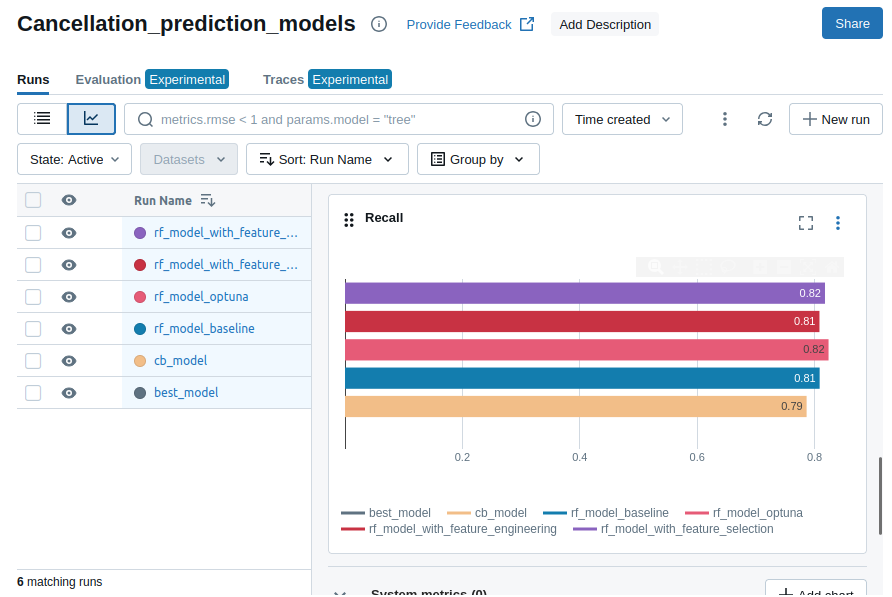 Cancellation_prediction_models Provide Feedback Add Description Share
Runs Evaluation Experimental Traces Experimental
metrics.rmse < 1 and params.model = "tree" Time created New run
State: Active Datasets Sort: Run Name Group by
Run Name
rf_model_with_feature_...
rf_model_with_feature_...
rf_model_optuna
rf_model_baseline
cb_model
best_model
6 matching runs
Recall
0.82
0.81
0.82
0.81
0.79
0.2 0.4 0.6 0.8
best_model cb_model rf_model_baseline rf_model_optuna
rf_model_with_feature_engineering rf_model_with_feature_selection
System metrics (0) Add chart